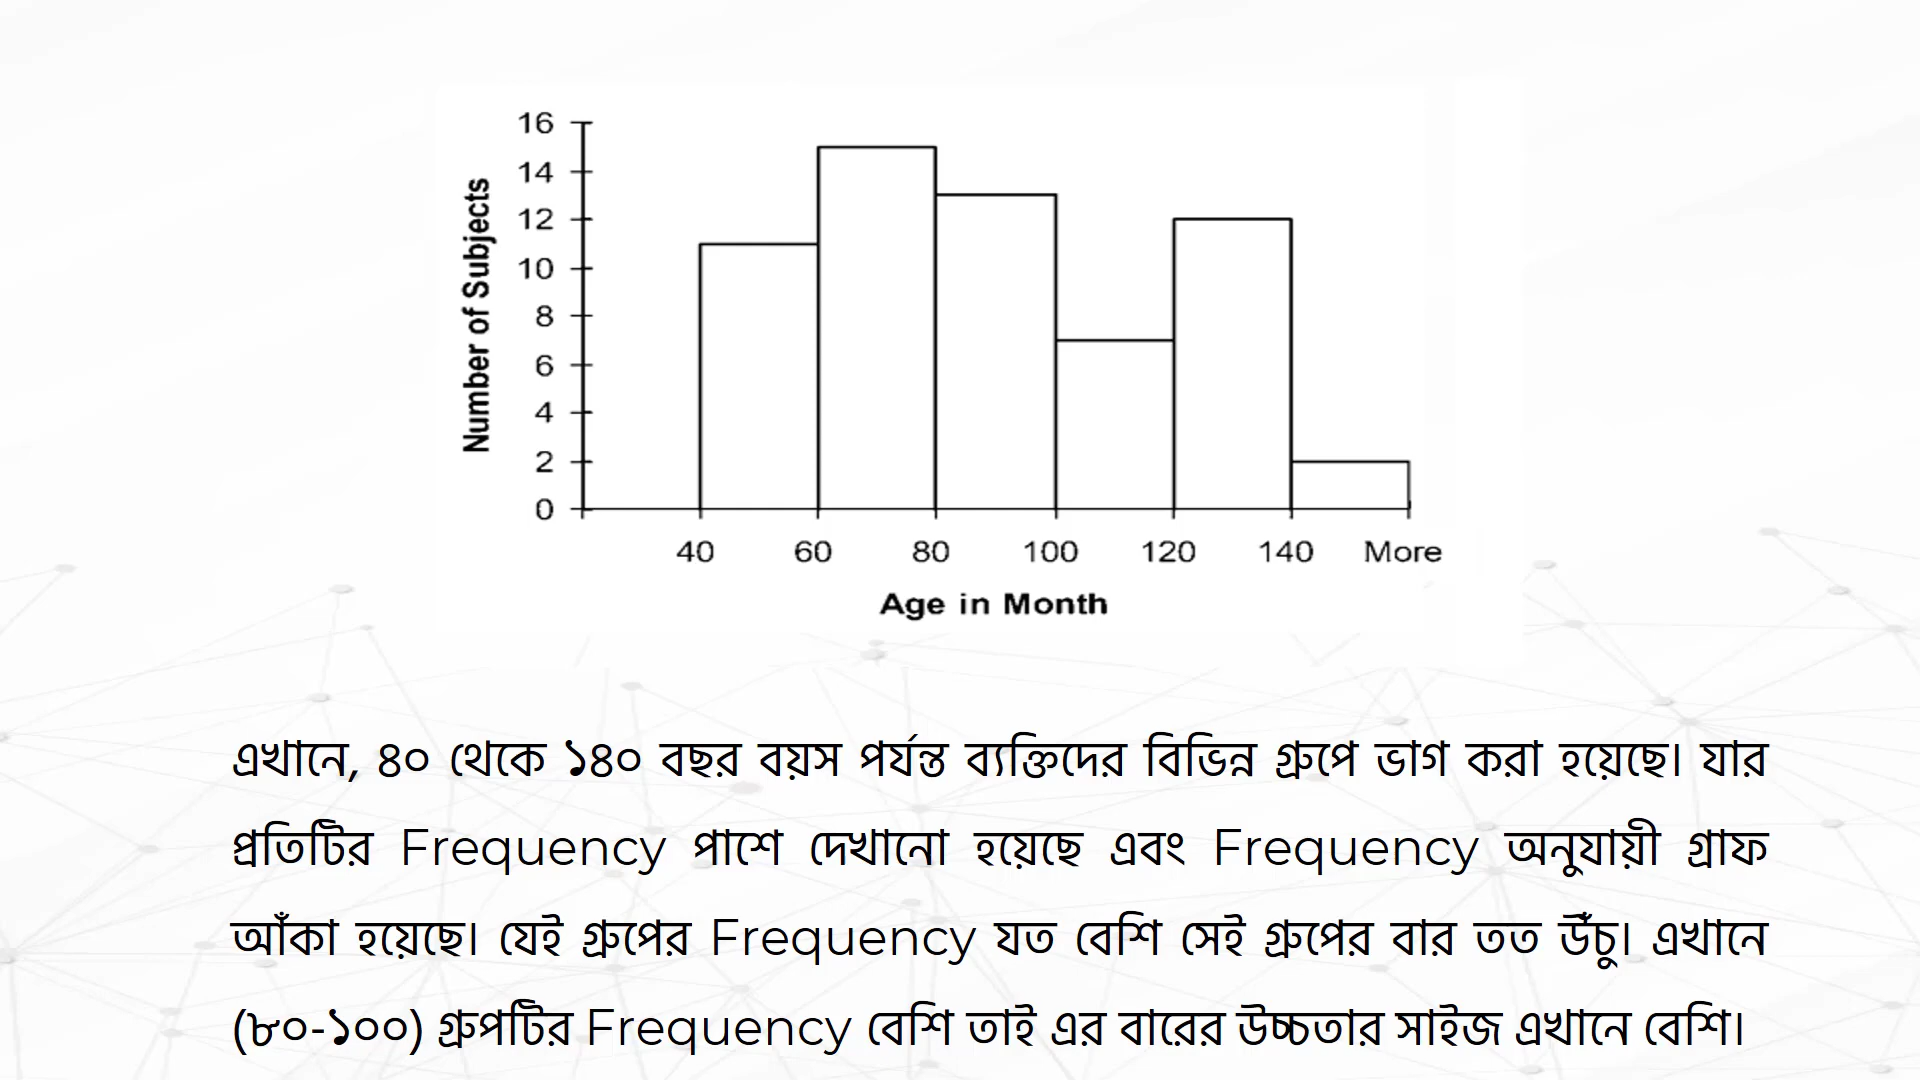 16
14
12
10
8
6
4
2
0
Number of Subjects
40 60 80 100 120 140 More
Age in Month
এখানে, ৪০ থেকে ১৪০ বছর বয়স পর্যন্ত ব্যক্তিদের বিভিন্ন গ্রুপে ভাগ করা হয়েছে। যার
প্রতিটির Frequency পাশে দেখানো হয়েছে এবং Frequency অনুযায়ী গ্রাফ
আঁকা হয়েছে। যেই গ্রুপের Frequency যত বেশি সেই গ্রুপের বার তত উঁচু। এখানে
(৮০-১০০) গ্রুপটির Frequency বেশি তাই এর বারের উচ্চতার সাইজ এখানে বেশি।